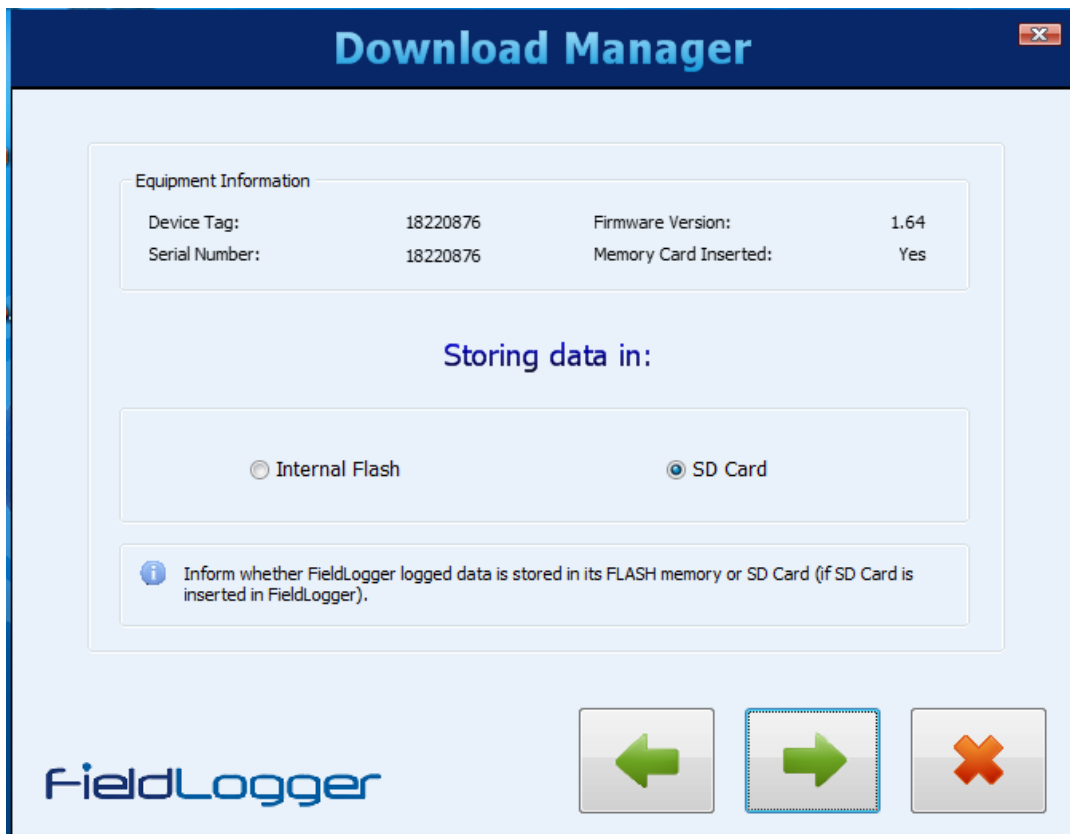 Download Manager
Equipment Information
Device Tag: 18220876 Firmware Version: 1.64
Serial Number: 18220876 Memory Card Inserted: Yes
Storing data in:
Internal Flash SD Card
Inform whether FieldLogger logged data is stored in its FLASH memory or SD Card (if SD Card is
inserted in FieldLogger).
FieldLogger